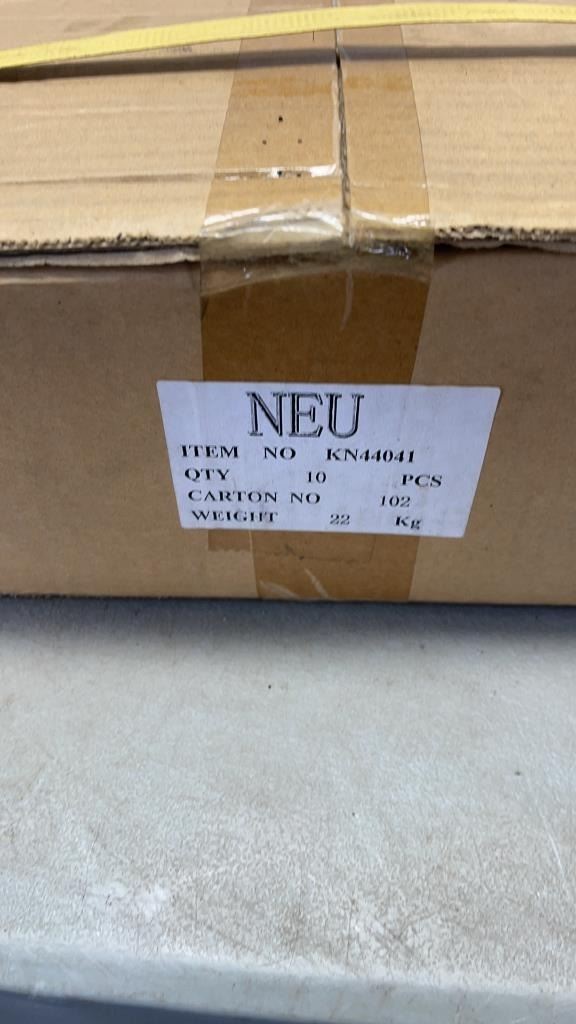 NEU
ITEM NO KN44041
QTY 10 PCS
CARTON NO 102
WEIGHT 22 Kg